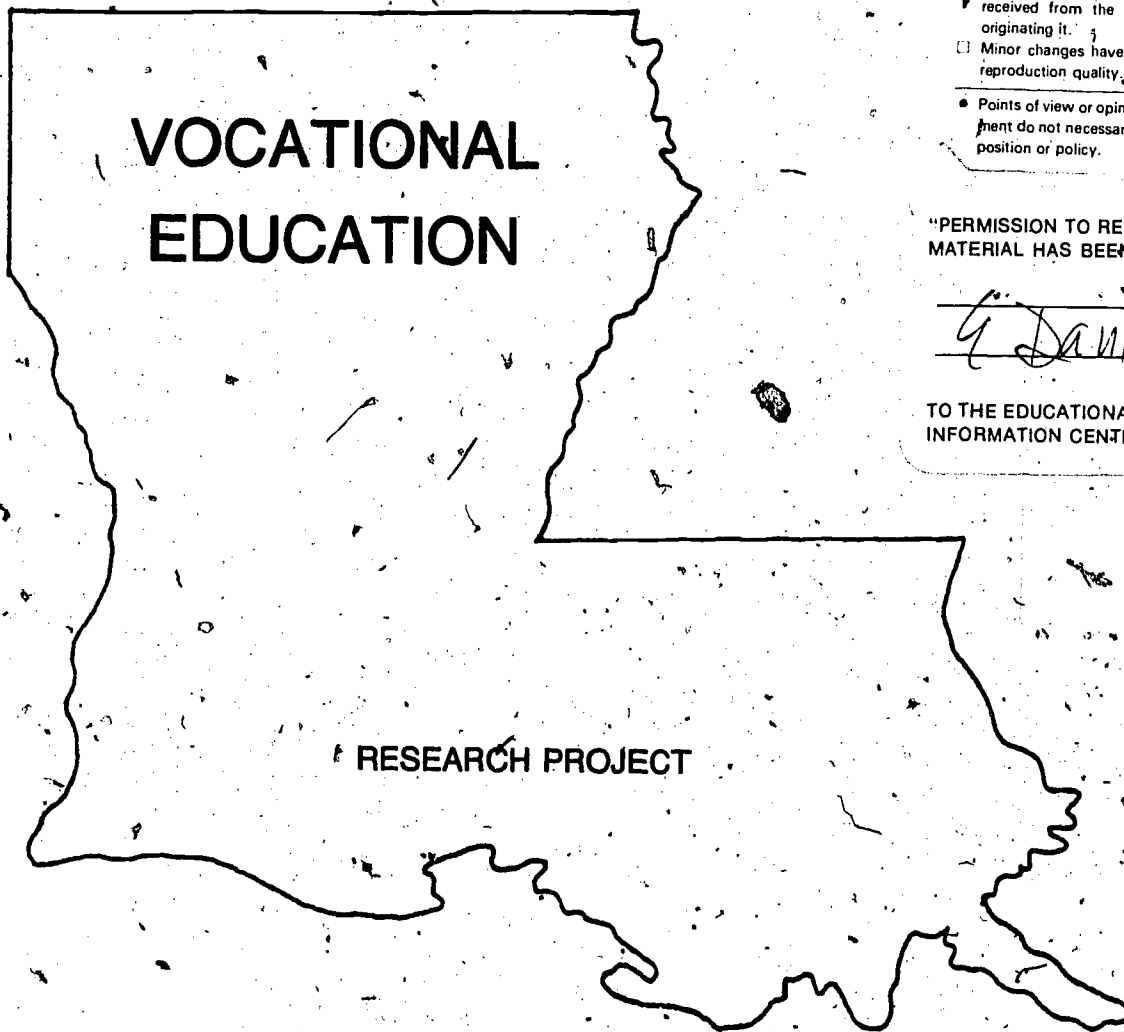 VOCATIONAL
EDUCATION
RESEARCH PROJECT
received from the
originating it.
☐ Minor changes have
reproduction quality.
• Points of view or opin
ment do not necessar
position or policy.
"PERMISSION TO RE
MATERIAL HAS BEEN
TO THE EDUCATIONA
INFORMATION CENT